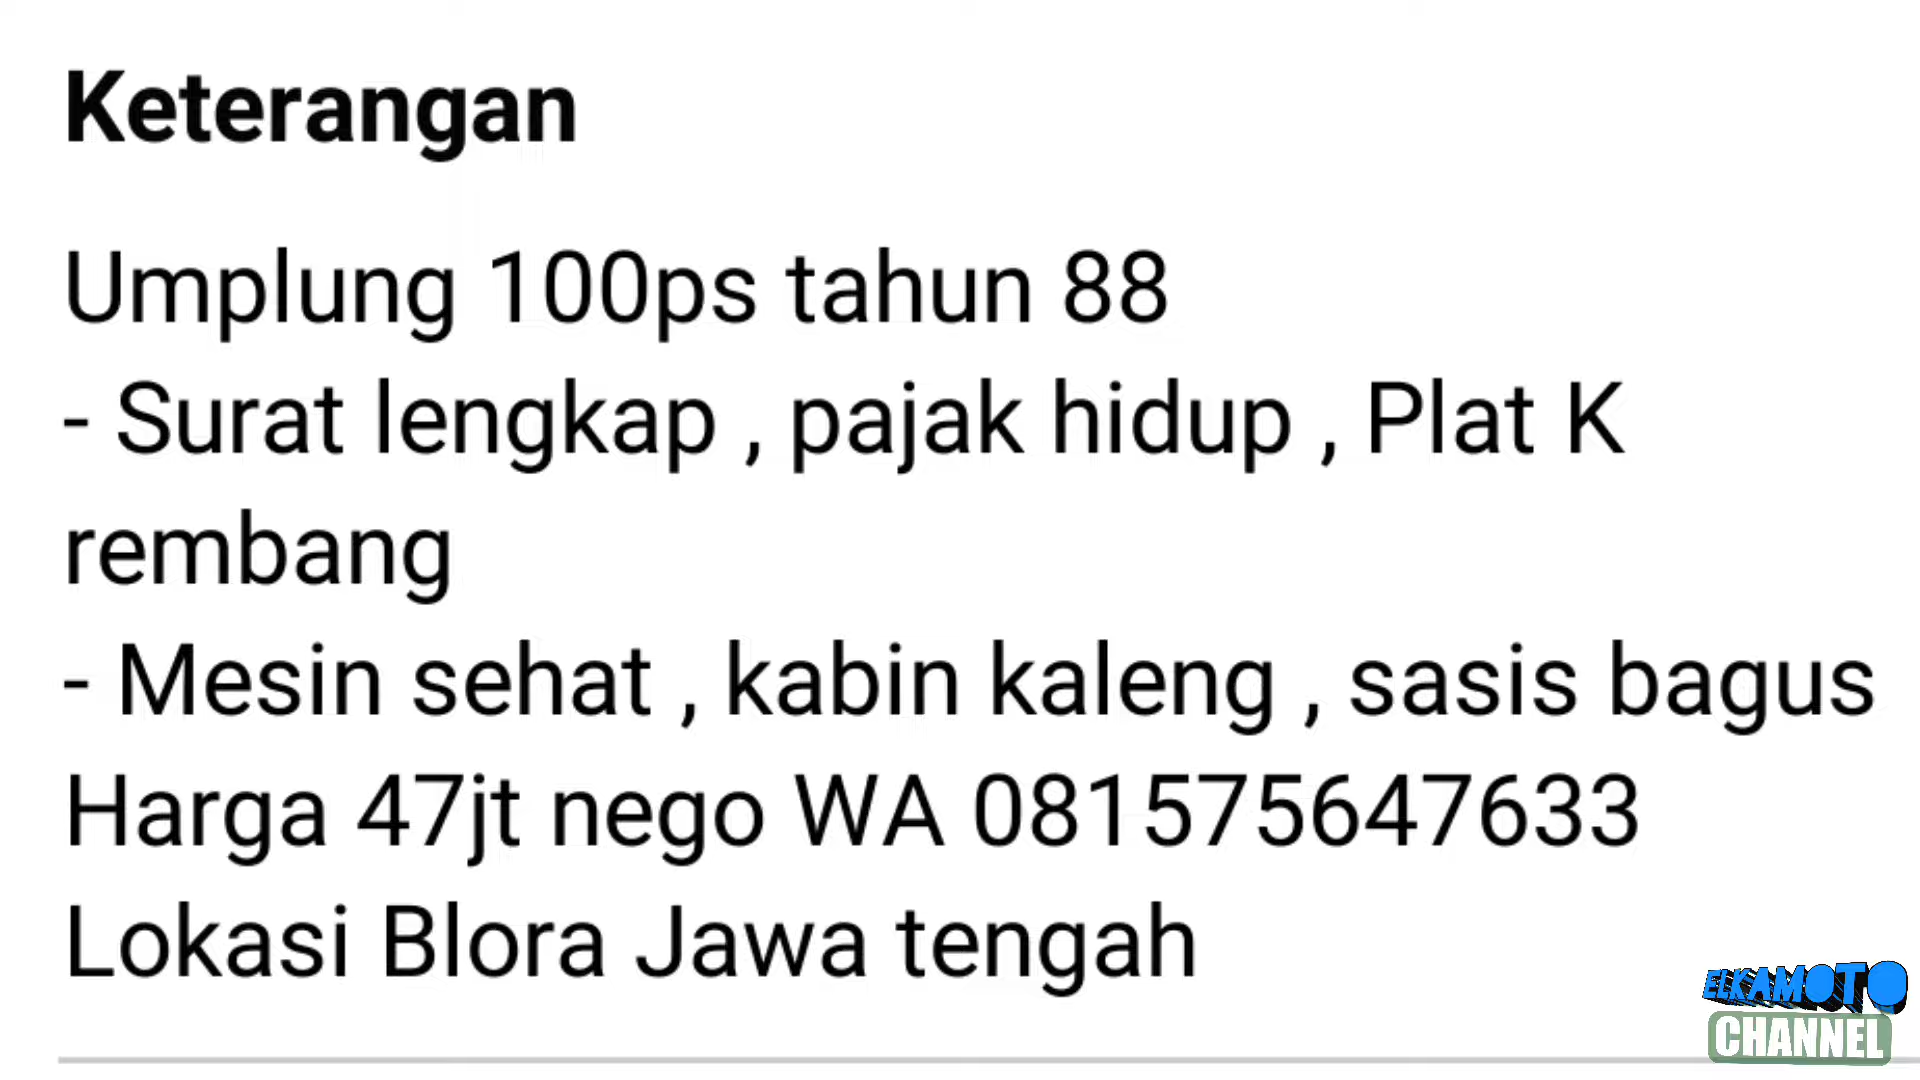 Keterangan
Umplung 100ps tahun 88
- Surat lengkap , pajak hidup , Plat K
rembang
- Mesin sehat , kabin kaleng , sasis bagus
Harga 47jt nego WA 081575647633
Lokasi Blora Jawa tengah
ELKAMOTO
CHANNEL